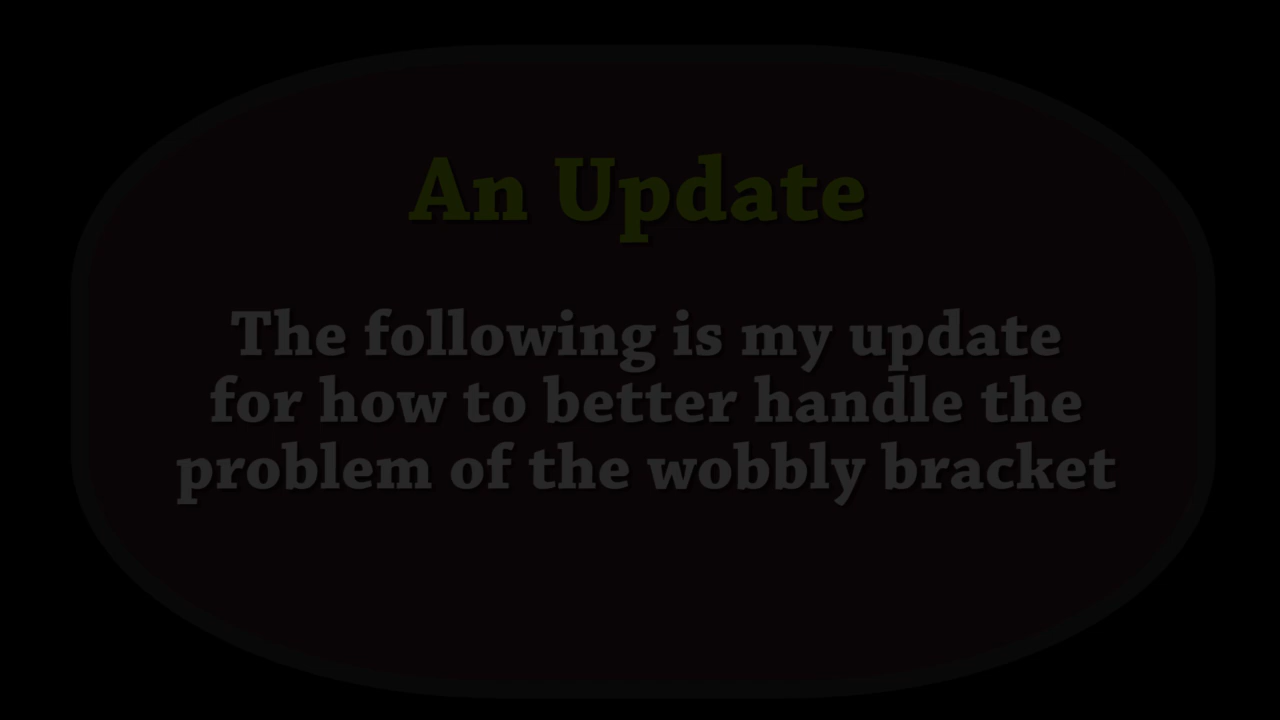 An Update
The following is my update
for how to better handle the
problem of the wobbly bracket